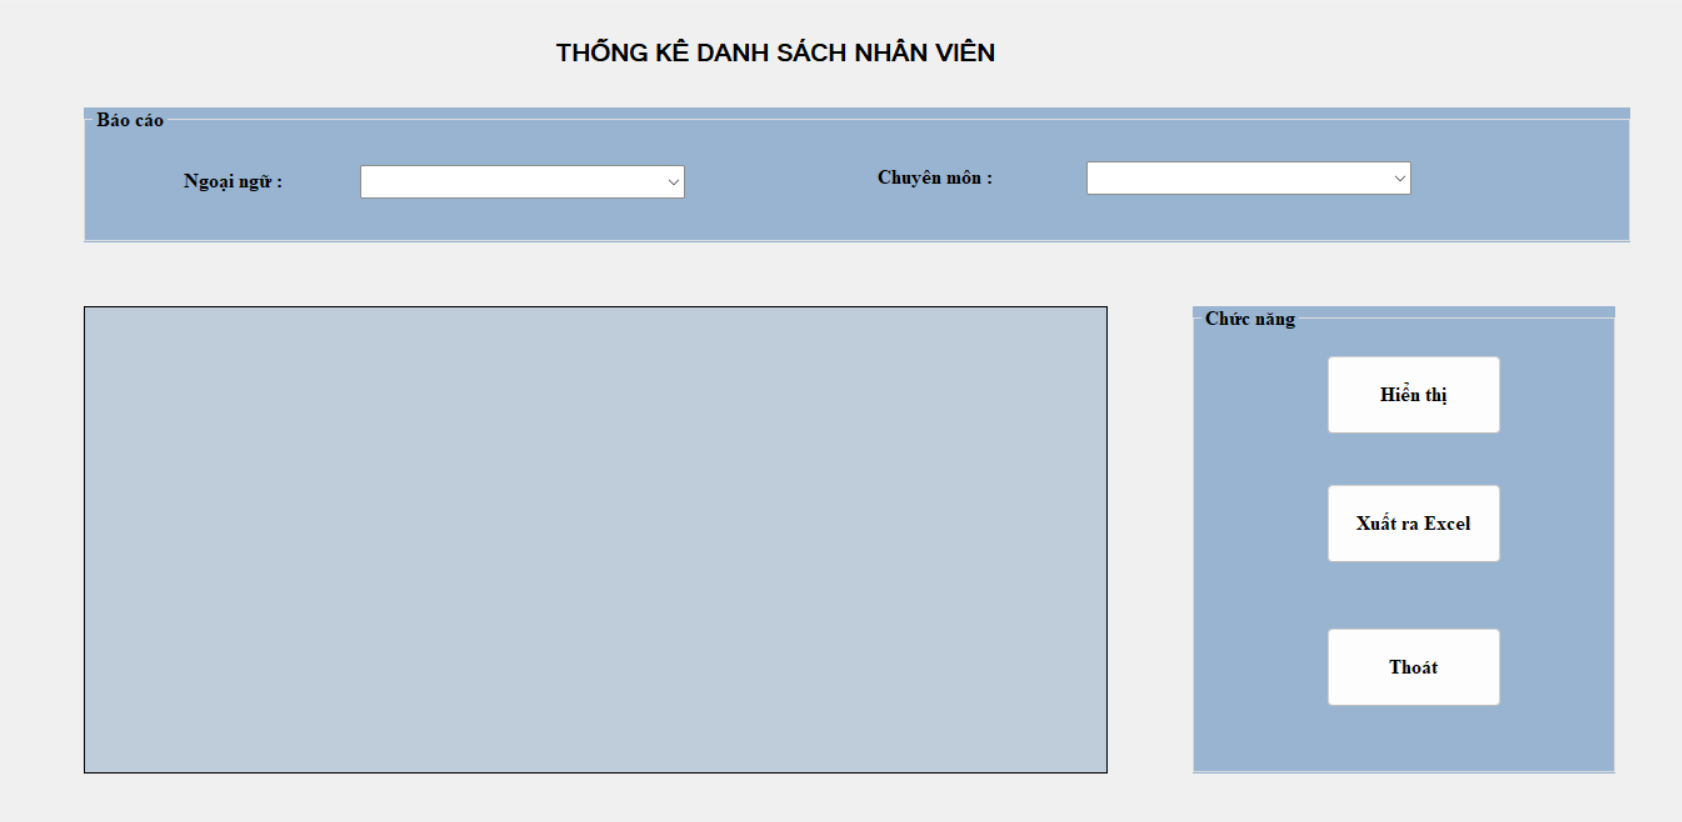 THỐNG KÊ DANH SÁCH NHÂN VIÊN
Báo cáo
Ngoại ngữ :
Chuyên môn :
Chức năng
Hiển thị
Xuất ra Excel
Thoát